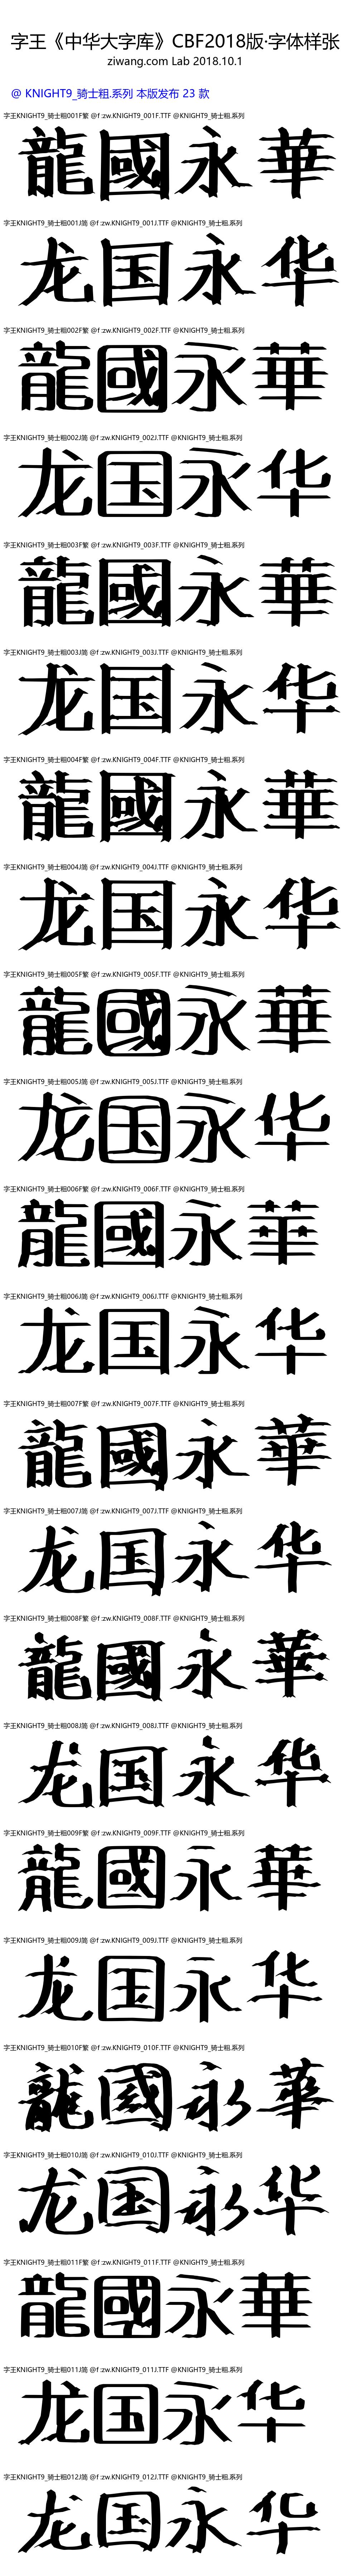 字王《中华大字库》CBF2018版·字体样张
ziwang.com Lab 2018.10.1
@ KNIGHT9_骑士粗.系列 本版发布 23 款
字王KNIGHT9_骑士粗001F繁 @f :zw.KNIGHT9_001F.TTF @KNIGHT9_骑士粗.系列
龍國永華
字王KNIGHT9_骑士粗001J简 @f :zw.KNIGHT9_001J.TTF @KNIGHT9_骑士粗.系列
龙国永华
字王KNIGHT9_骑士粗002F繁 @f :zw.KNIGHT9_002F.TTF @KNIGHT9_骑士粗.系列
龍國永華
字王KNIGHT9_骑士粗002J简 @f :zw.KNIGHT9_002J.TTF @KNIGHT9_骑士粗.系列
龙国永华
字王KNIGHT9_骑士粗003F繁 @f :zw.KNIGHT9_003F.TTF @KNIGHT9_骑士粗.系列
龍國永華
字王KNIGHT9_骑士粗003J简 @f :zw.KNIGHT9_003J.TTF @KNIGHT9_骑士粗.系列
龙国永华
字王KNIGHT9_骑士粗004F繁 @f :zw.KNIGHT9_004F.TTF @KNIGHT9_骑士粗.系列
龍國永華
字王KNIGHT9_骑士粗004J简 @f :zw.KNIGHT9_004J.TTF @KNIGHT9_骑士粗.系列
龙国永华
字王KNIGHT9_骑士粗005F繁 @f :zw.KNIGHT9_005F.TTF @KNIGHT9_骑士粗.系列
龍國永華
字王KNIGHT9_骑士粗005J简 @f :zw.KNIGHT9_005J.TTF @KNIGHT9_骑士粗.系列
龙国永华
字王KNIGHT9_骑士粗006F繁 @f :zw.KNIGHT9_006F.TTF @KNIGHT9_骑士粗.系列
龍國永華
字王KNIGHT9_骑士粗006J简 @f :zw.KNIGHT9_006J.TTF @KNIGHT9_骑士粗.系列
龙国永华
字王KNIGHT9_骑士粗007F繁 @f :zw.KNIGHT9_007F.TTF @KNIGHT9_骑士粗.系列
龍國永華
字王KNIGHT9_骑士粗007J简 @f :zw.KNIGHT9_007J.TTF @KNIGHT9_骑士粗.系列
龙国永华
字王KNIGHT9_骑士粗008F繁 @f :zw.KNIGHT9_008F.TTF @KNIGHT9_骑士粗.系列
龍國永華
字王KNIGHT9_骑士粗008J简 @f :zw.KNIGHT9_008J.TTF @KNIGHT9_骑士粗.系列
龙国永华
字王KNIGHT9_骑士粗009F繁 @f :zw.KNIGHT9_009F.TTF @KNIGHT9_骑士粗.系列
龍國永華
字王KNIGHT9_骑士粗009J简 @f :zw.KNIGHT9_009J.TTF @KNIGHT9_骑士粗.系列
龙国永华
字王KNIGHT9_骑士粗010F繁 @f :zw.KNIGHT9_010F.TTF @KNIGHT9_骑士粗.系列
龍國永華
字王KNIGHT9_骑士粗010J简 @f :zw.KNIGHT9_010J.TTF @KNIGHT9_骑士粗.系列
龙国永华
字王KNIGHT9_骑士粗011F繁 @f :zw.KNIGHT9_011F.TTF @KNIGHT9_骑士粗.系列
龍國永華
字王KNIGHT9_骑士粗011J简 @f :zw.KNIGHT9_011J.TTF @KNIGHT9_骑士粗.系列
龙国永华
字王KNIGHT9_骑士粗012J简 @f :zw.KNIGHT9_012J.TTF @KNIGHT9_骑士粗.系列
龙国永华